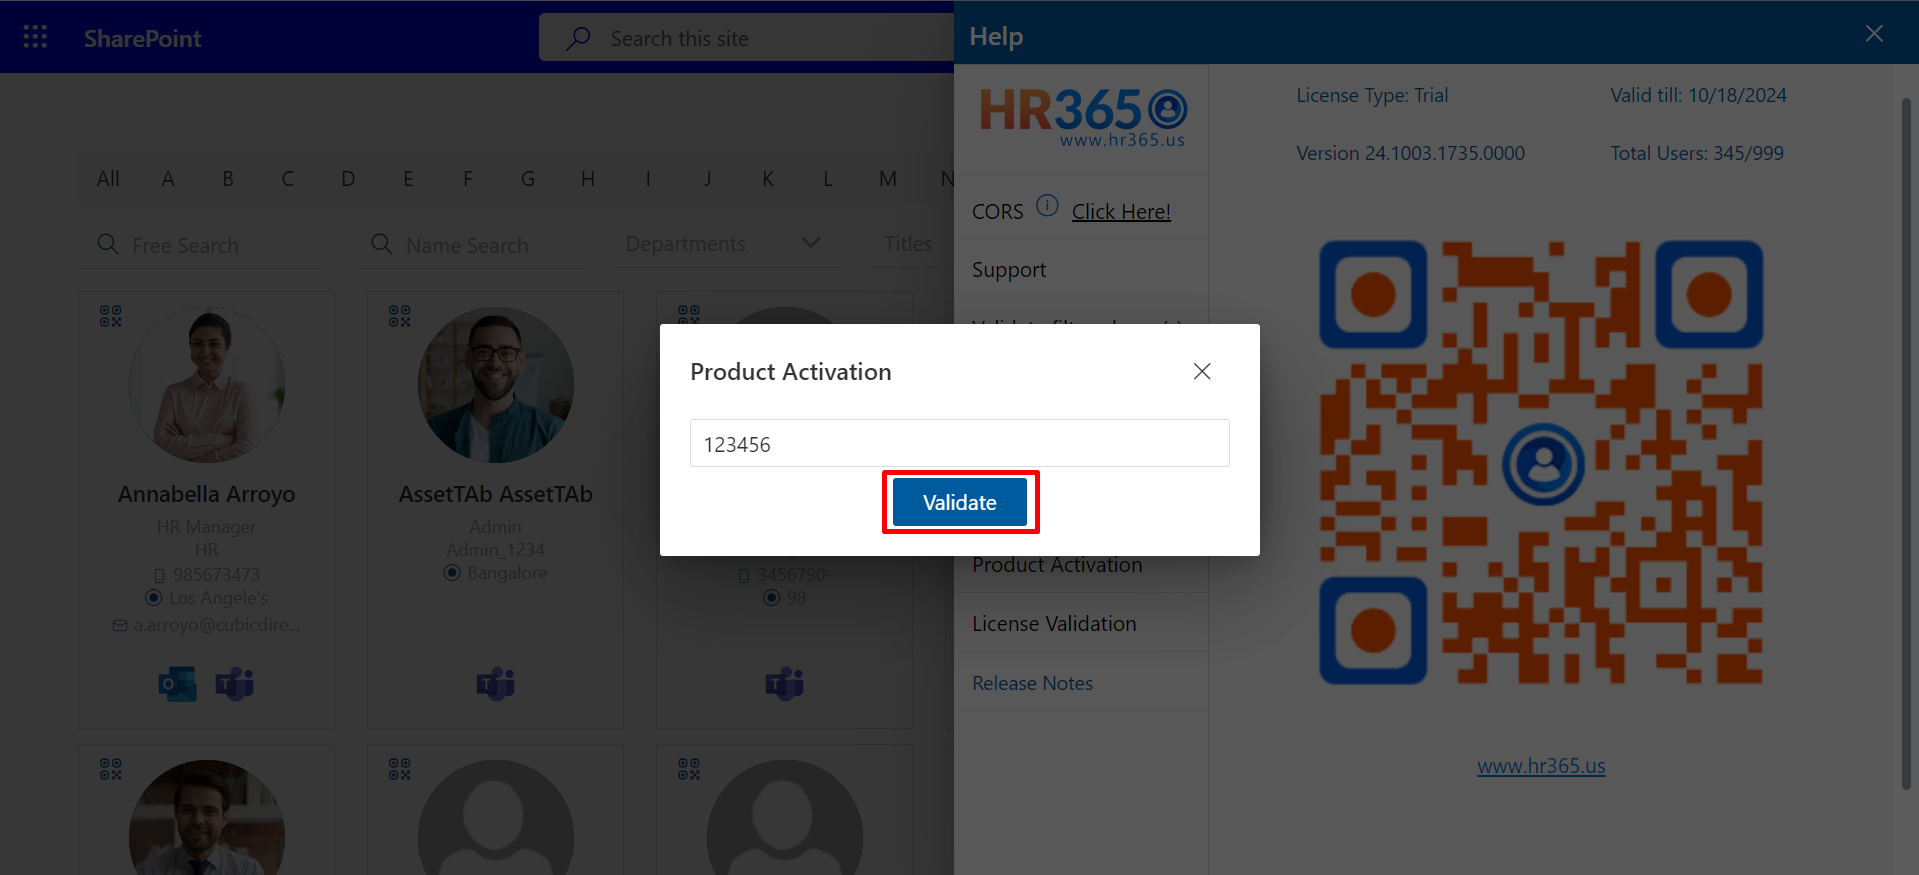 SharePoint
Search this site
Help
All A B C D E F G H I J K L M N
Free Search
Name Search
Departments
Titles
Annabella Arroyo
HR Manager
HR
985673473
Los Angele's
a.arroyo@cubicdire...
AssetTAb AssetTAb
Admin
Admin_1234
Bangalore
3456790-
98
HR365
www.hr365.us
CORS Click Here!
Support
Product Activation
License Validation
Release Notes
License Type: Trial
Valid till: 10/18/2024
Version 24.1003.1735.0000
Total Users: 345/999
www.hr365.us
Product Activation
123456
Validate